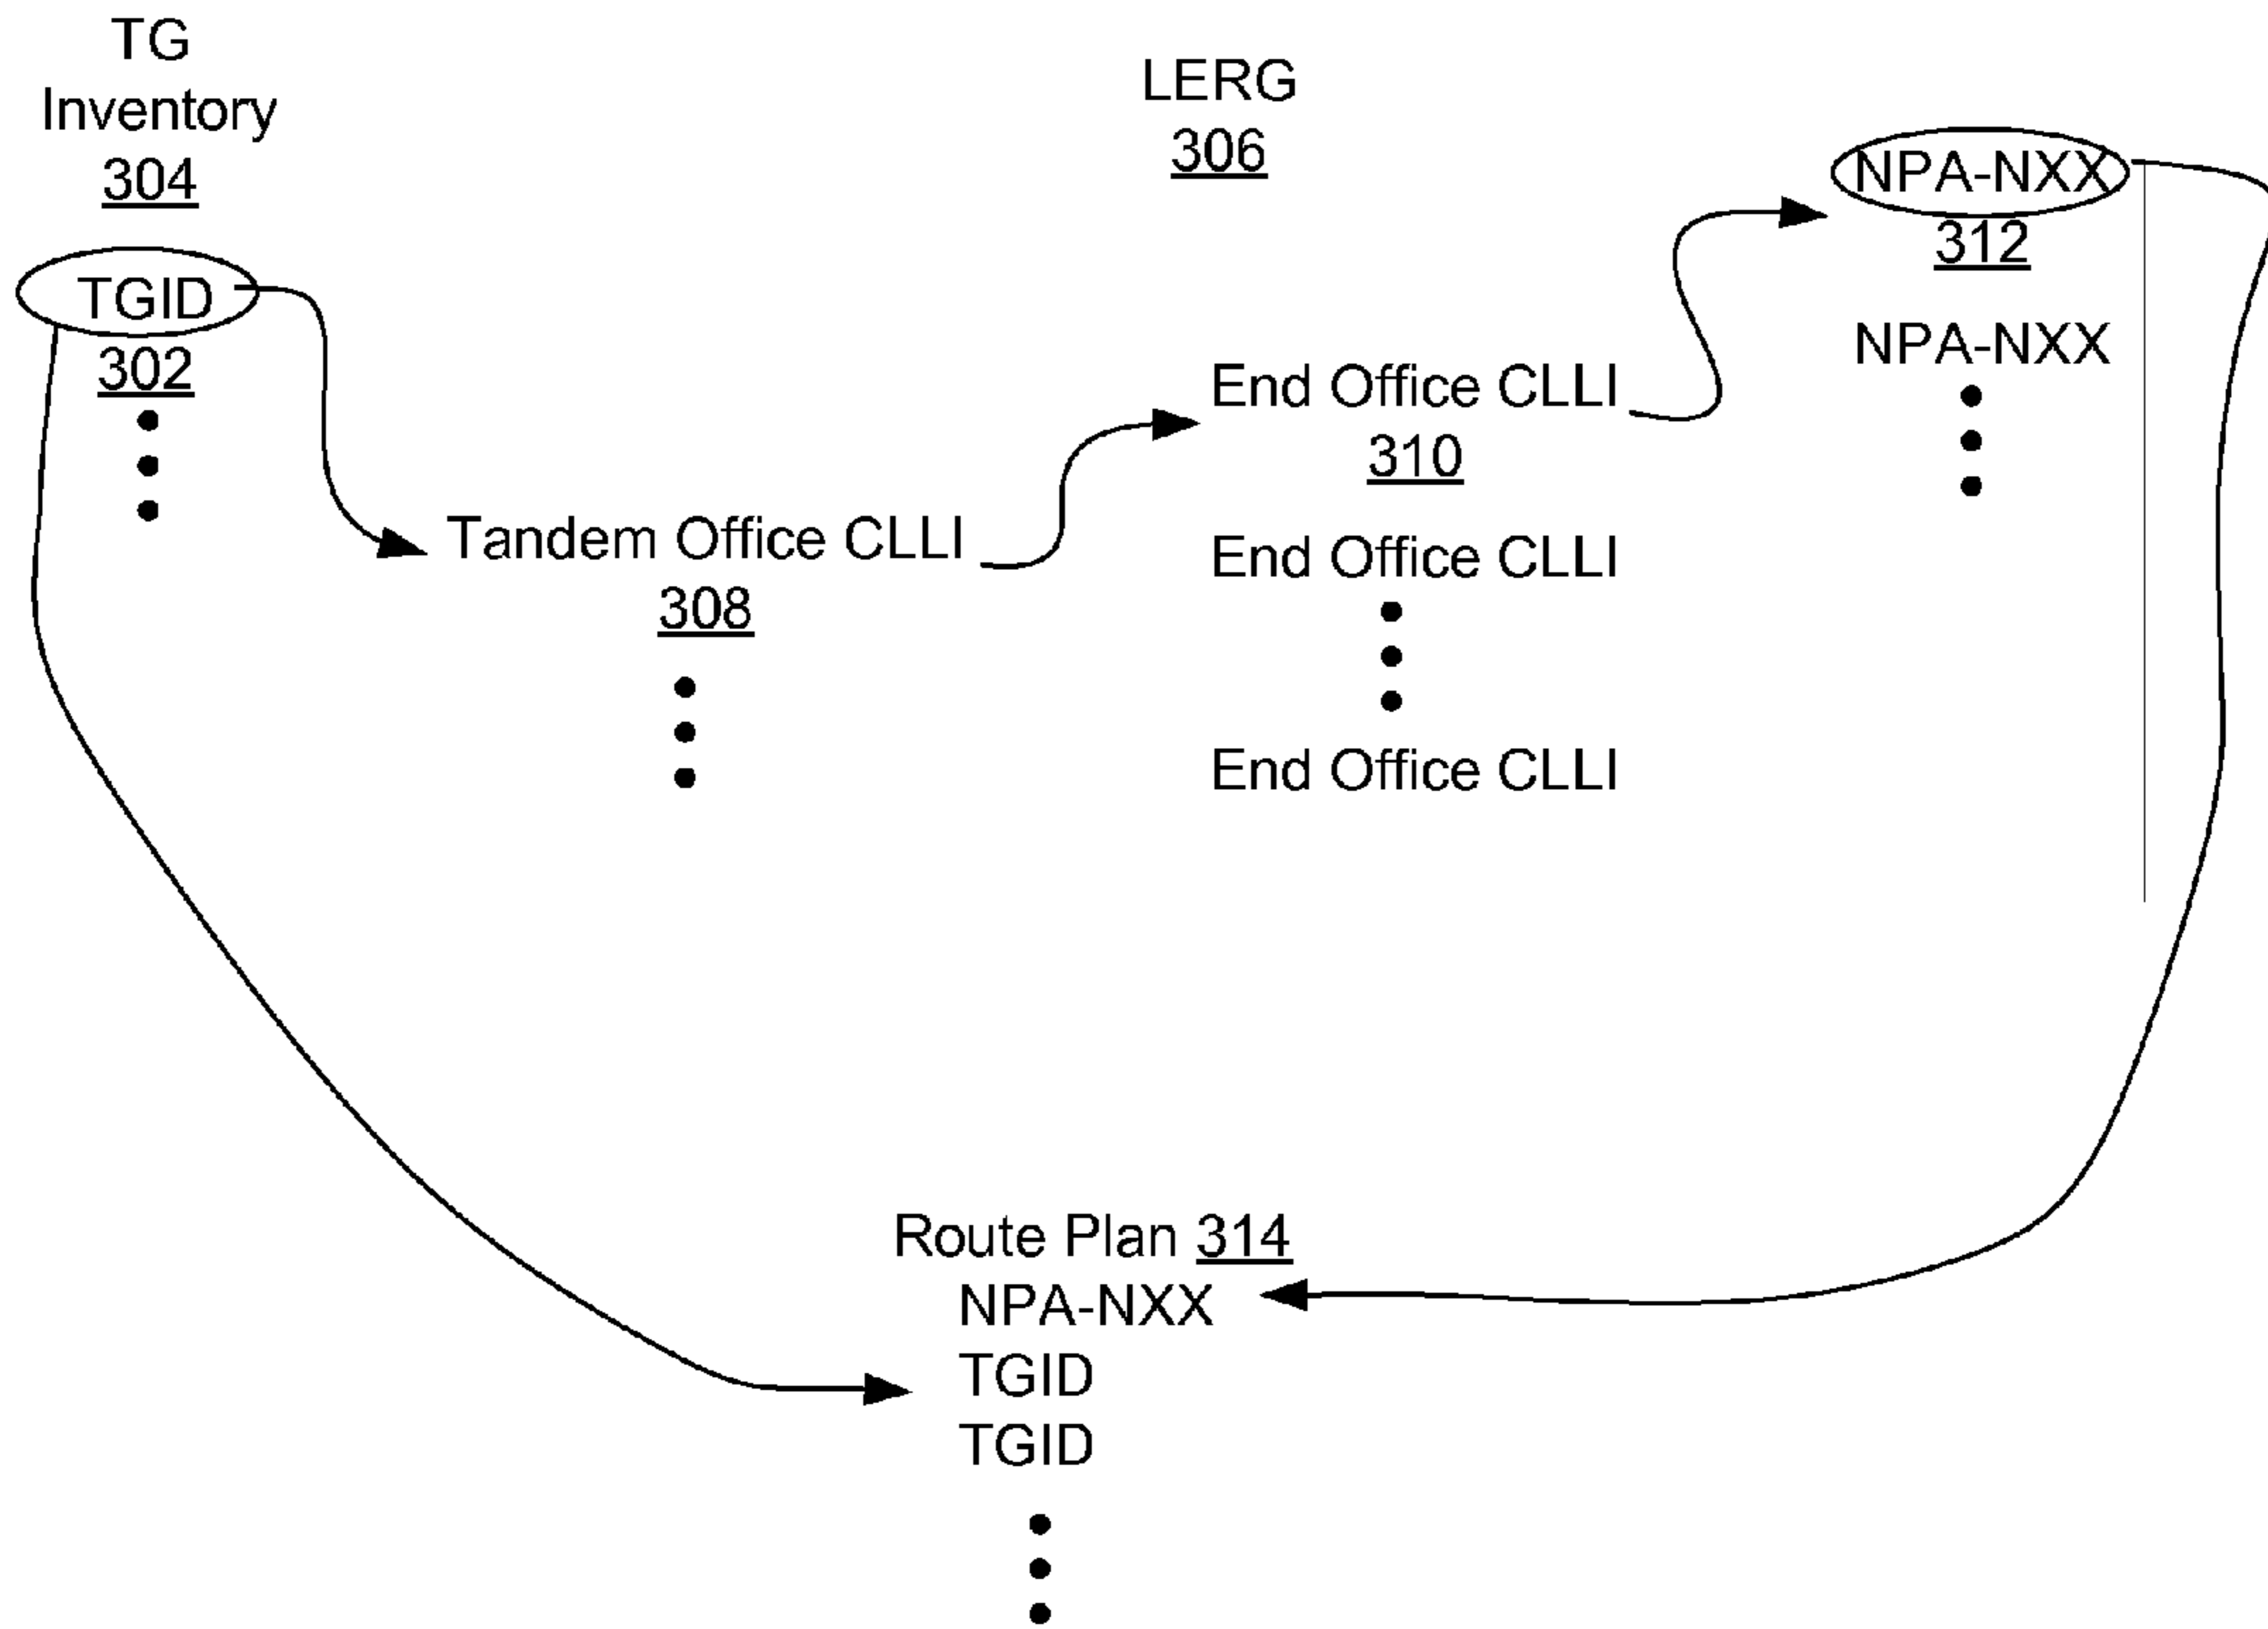 TG
Inventory
304
TGID
302
LERG
306
Tandem Office CLLI
308
End Office CLLI
310
End Office CLLI
End Office CLLI
NPA-NXX
312
NPA-NXX
Route Plan 314
NPA-NXX
TGID
TGID